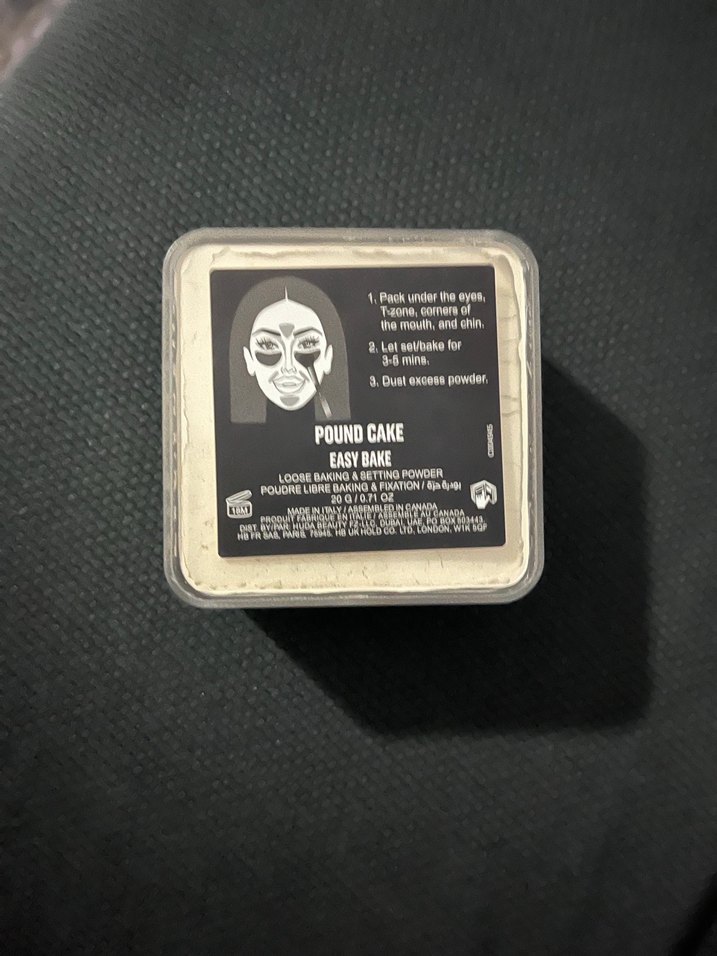 1. Pack under the eyes,
T-zone, corners of
the mouth, and chin.
2. Let set/bake for
3-5 mins.
3. Dust excess powder.
POUND CAKE
EASY BAKE
LOOSE BAKING & SETTING POWDER
POUDRE LIBRE BAKING & FIXATION / بودرة حرة
20 G / 0.71 OZ
MADE IN ITALY / ASSEMBLED IN CANADA
PRODUIT FABRIQUÉ EN ITALIE / ASSEMBLÉ AU CANADA
DIST. BY/PAR: HUDA BEAUTY FZ-LLC, DUBAI, UAE, PO BOX 503443.
HB FR SAS, PARIS, 75945. HB UK HOLD CO. LTD, LONDON, W1K 5QF
18M